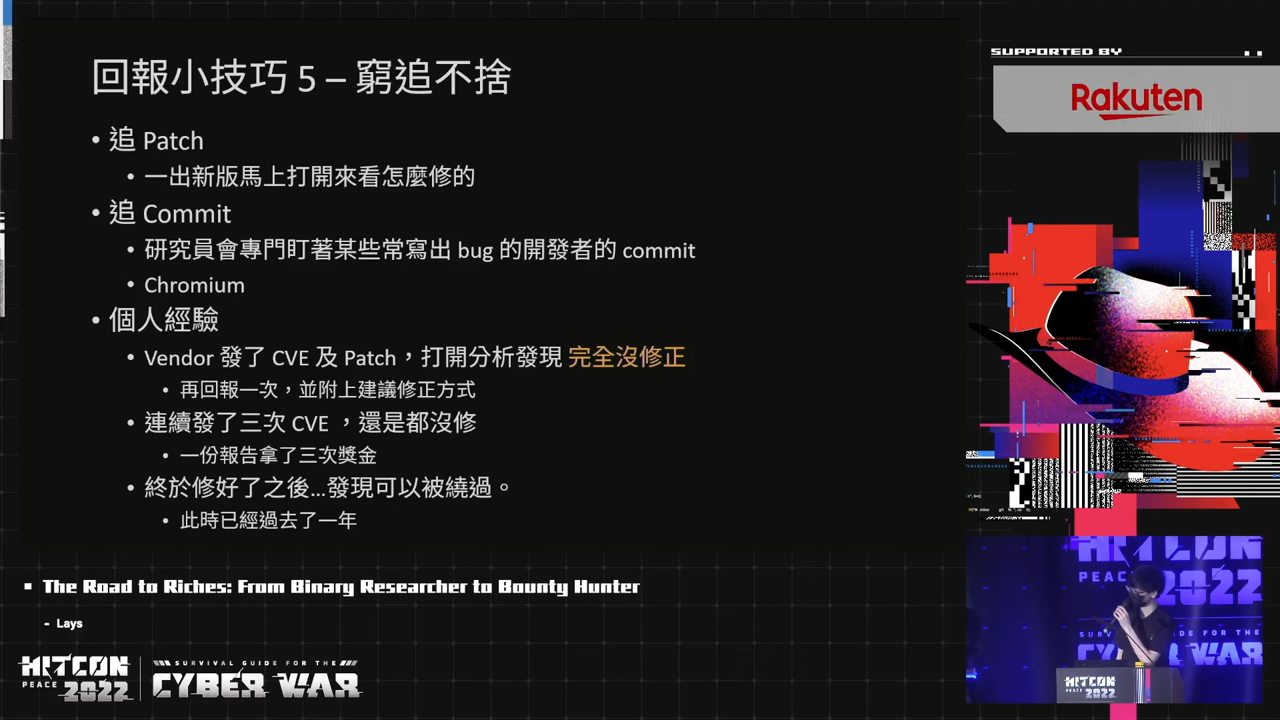 回報小技巧 5 – 窮追不捨
• 追 Patch
• 一出新版馬上打開來看怎麼修的
• 追 Commit
• 研究員會專門盯著某些常寫出 bug 的開發者的 commit
• Chromium
• 個人經驗
• Vendor 發了 CVE 及 Patch，打開分析發現 完全沒修正
• 再回報一次，並附上建議修正方式
• 連續發了三次 CVE ，還是都沒修
• 一份報告拿了三次獎金
• 終於修好了之後...發現可以被繞過。
• 此時已經過去了一年
The Road to Riches: From Binary Researcher to Bounty Hunter
- Lays
HITCON
PEACE 2022
SURVIVAL GUIDE FOR THE
CYBER WAR
SUPPORTED BY
Rakuten
HITCON
PEACE 2022
HITCON
PEACE 2022